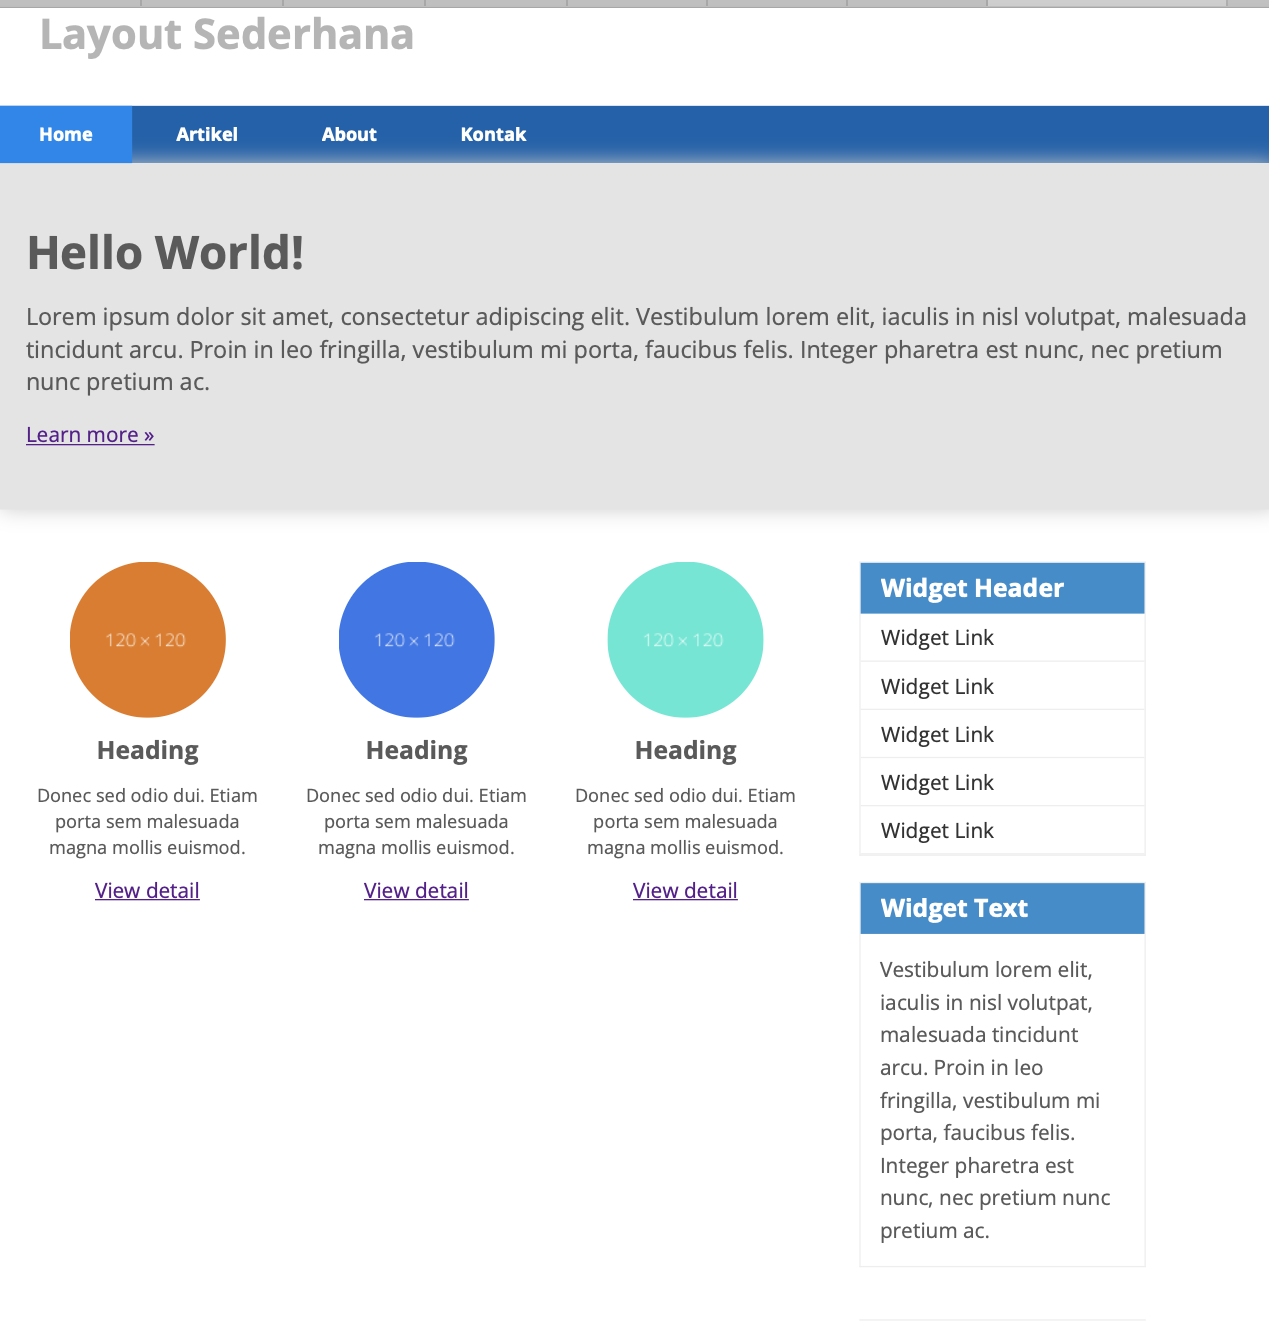 Layout Sederhana
Home Artikel About Kontak
Hello World!
Lorem ipsum dolor sit amet, consectetur adipiscing elit. Vestibulum lorem elit, iaculis in nisl volutpat, malesuada
tincidunt arcu. Proin in leo fringilla, vestibulum mi porta, faucibus felis. Integer pharetra est nunc, nec pretium
nunc pretium ac.
Learn more »
120 × 120
Heading
Donec sed odio dui. Etiam
porta sem malesuada
magna mollis euismod.
View detail
120 × 120
Heading
Donec sed odio dui. Etiam
porta sem malesuada
magna mollis euismod.
View detail
120 × 120
Heading
Donec sed odio dui. Etiam
porta sem malesuada
magna mollis euismod.
View detail
Widget Header
Widget Link
Widget Link
Widget Link
Widget Link
Widget Link
Widget Text
Vestibulum lorem elit,
iaculis in nisl volutpat,
malesuada tincidunt
arcu. Proin in leo
fringilla, vestibulum mi
porta, faucibus felis.
Integer pharetra est
nunc, nec pretium nunc
pretium ac.